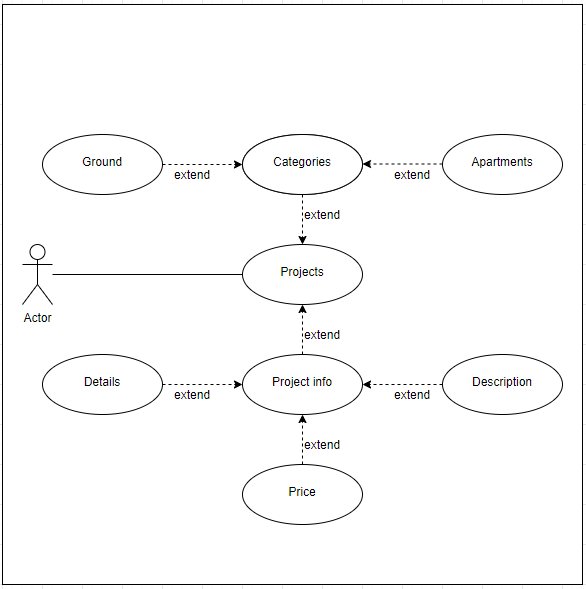 Ground
Categories
Apartments
extend
extend
extend
Projects
Actor
extend
Details
Project info
Description
extend
extend
extend
Price